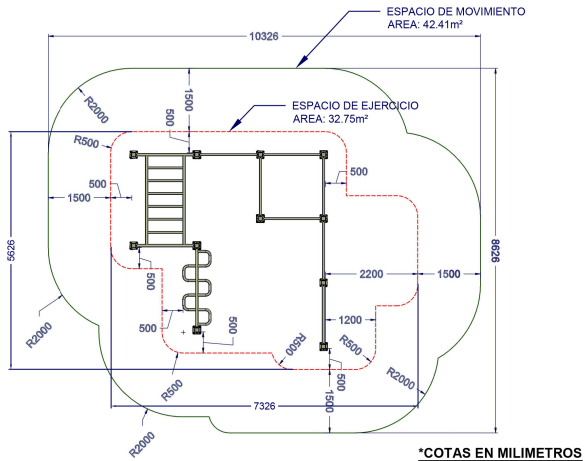 ESPACIO DE MOVIMIENTO
AREA: 42.41m²
10326
R2000
1500
500
ESPACIO DE EJERCICIO
AREA: 32.75m²
R500
500
500
1500
5626
8626
2200
1500
500
500
1200
500
R500
R500
500
R2000
R500
R2000
1500
7326
R2000
*COTAS EN MILIMETROS